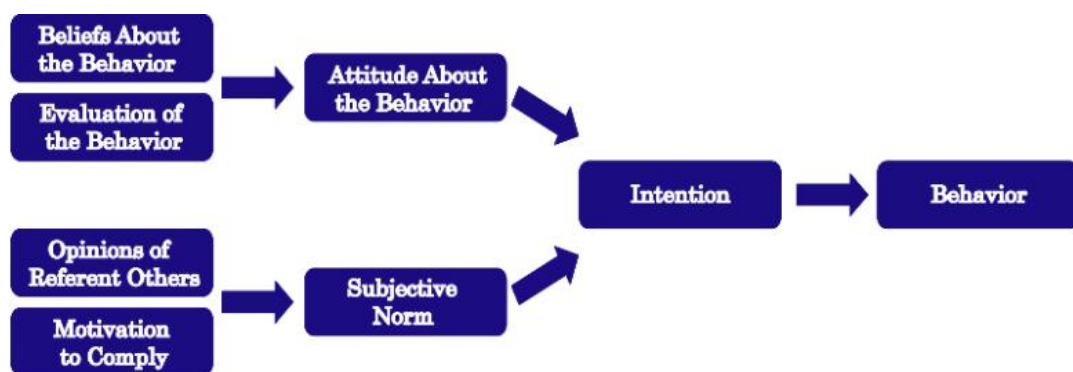 Beliefs About
the Behavior
Evaluation of
the Behavior
Attitude About
the Behavior
Opinions of
Referent Others
Motivation
to Comply
Subjective
Norm
Intention
Behavior